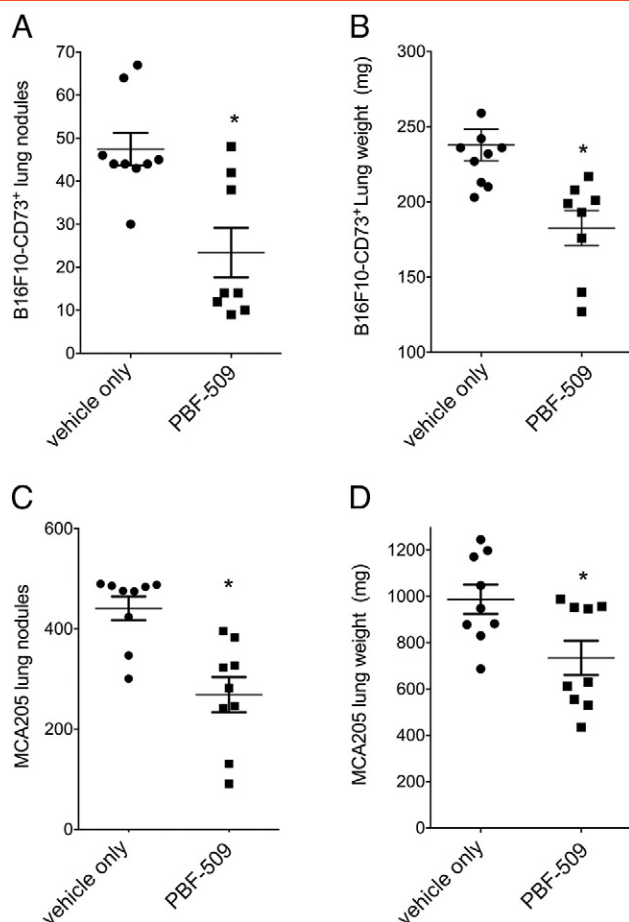 A
B16F10-CD73⁺ lung nodules
70
60
50
40
30
20
10
0
*
vehicle only
PBF-509
B
B16F10-CD73⁺Lung weight (mg)
300
250
200
150
100
*
vehicle only
PBF-509
C
MCA205 lung nodules
600
400
200
0
*
vehicle only
PBF-509
D
MCA205 lung weight (mg)
1200
1000
800
600
400
200
0
*
vehicle only
PBF-509